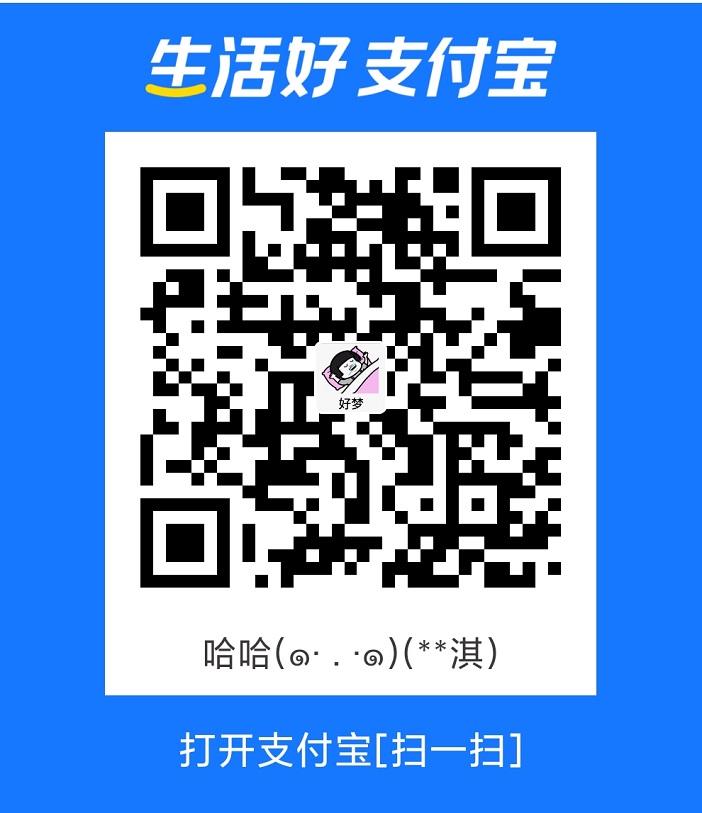 生活好 支付宝
好梦
哈哈(๑· . ·๑)(**淇)
打开支付宝[扫一扫]